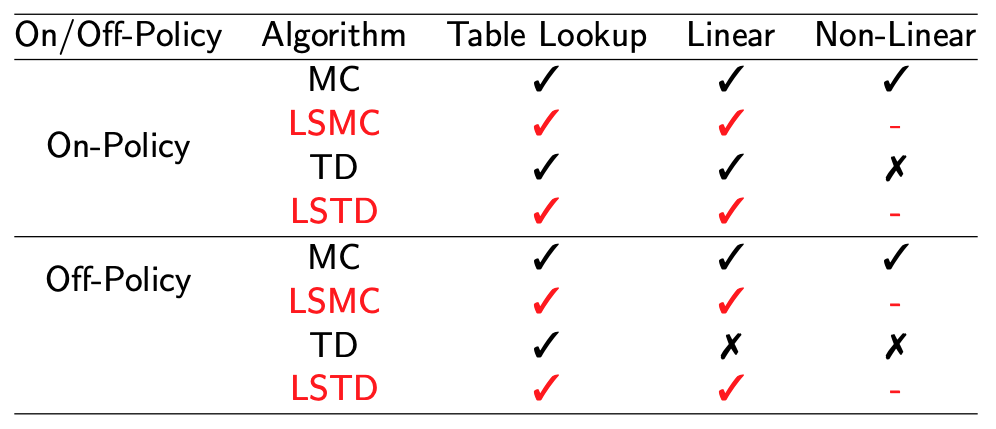 On/Off-Policy Algorithm Table Lookup Linear Non-Linear
MC ✓ ✓ ✓
LSMC ✓ ✓ -
On-Policy
TD ✓ ✓ ✗
LSTD ✓ ✓ -
MC ✓ ✓ ✓
Off-Policy
LSMC ✓ ✓ -
TD ✓ ✗ ✗
LSTD ✓ ✓ -